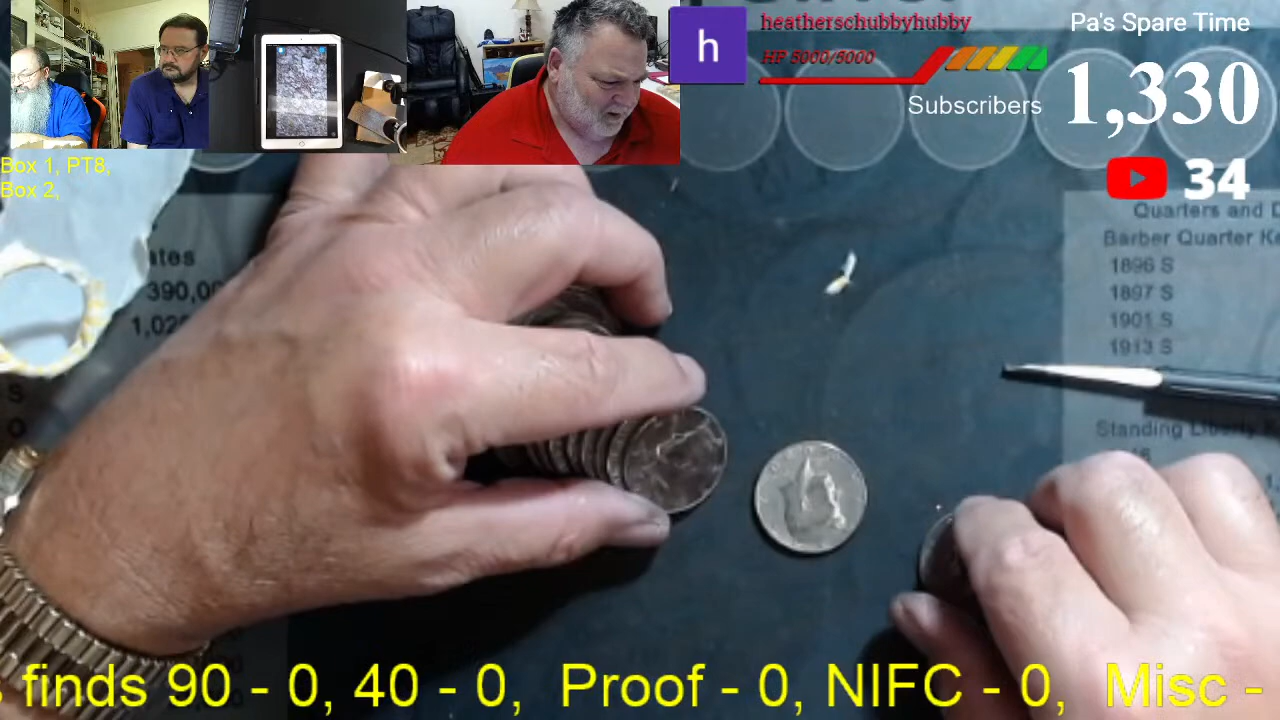 heatherschubbyhubby
h
HP 5000/5000
Pa's Spare Time
Subscribers 1,330
34
Box 1, PT8,
Box 2,
Quarters and D
Barber Quarter Ke
1896 S
1897 S
1901 S
1913 S
Standing Liberty K
ates
390,00
1,02
S
O
finds 90 - 0, 40 - 0, Proof - 0, NIFC - 0, Misc -